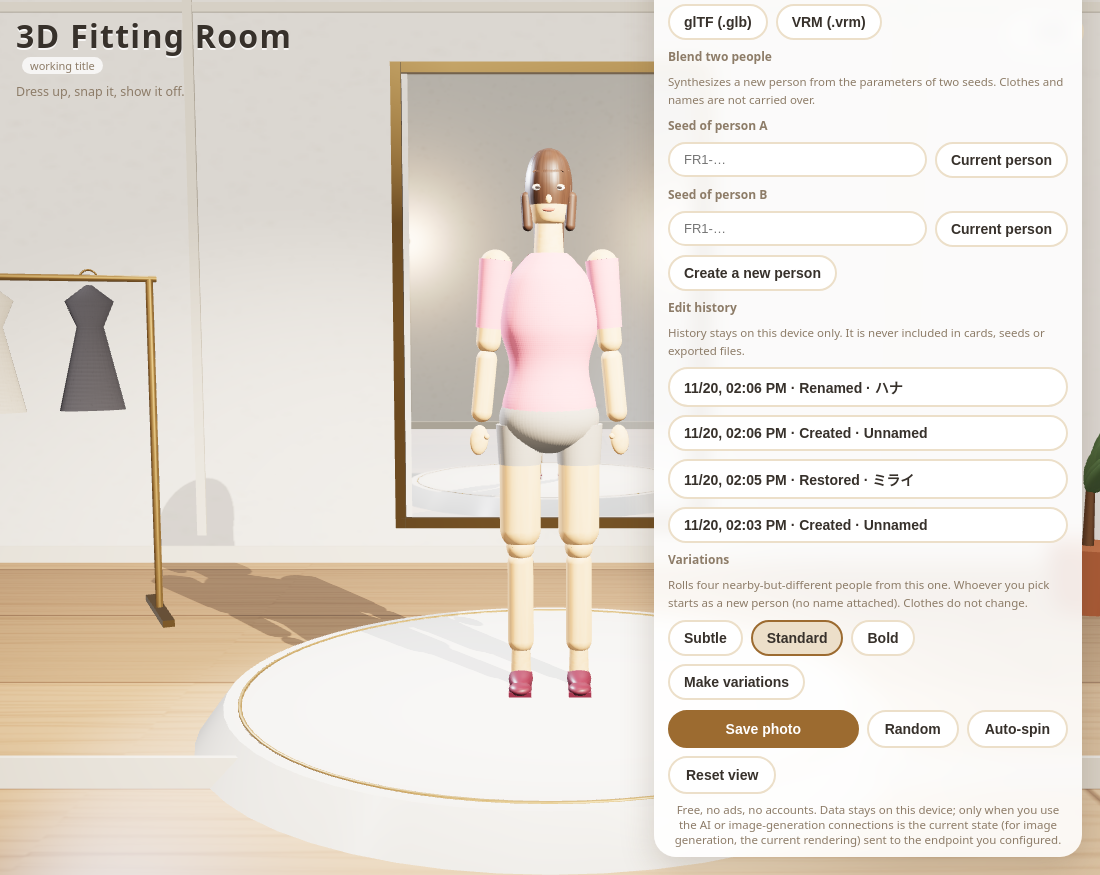 3D Fitting Room
working title
Dress up, snap it, show it off.
glTF (.glb)
VRM (.vrm)
Blend two people
Synthesizes a new person from the parameters of two seeds. Clothes and
names are not carried over.
Seed of person A
FR1-…
Current person
Seed of person B
FR1-…
Current person
Create a new person
Edit history
History stays on this device only. It is never included in cards, seeds or
exported files.
11/20, 02:06 PM · Renamed · ハナ
11/20, 02:06 PM · Created · Unnamed
11/20, 02:05 PM · Restored · ミライ
11/20, 02:03 PM · Created · Unnamed
Variations
Rolls four nearby-but-different people from this one. Whoever you pick
starts as a new person (no name attached). Clothes do not change.
Subtle
Standard
Bold
Make variations
Save photo
Random
Auto-spin
Reset view
Free, no ads, no accounts. Data stays on this device; only when you use
the AI or image-generation connections is the current state (for image
generation, the current rendering) sent to the endpoint you configured.